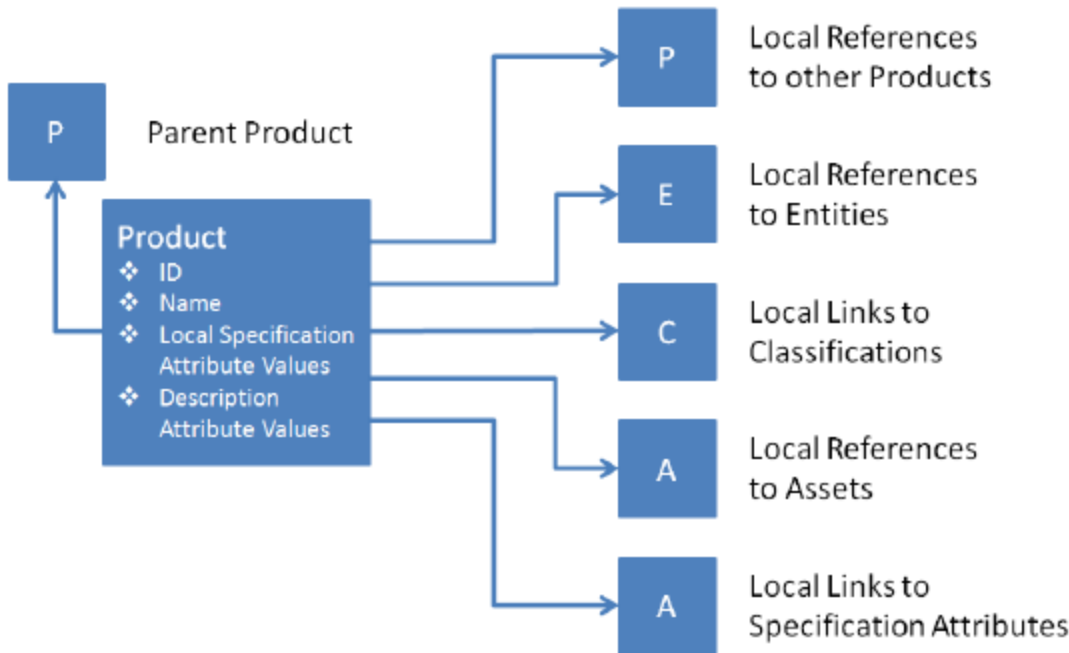 P
Parent Product
Product
❖ ID
❖ Name
❖ Local Specification
Attribute Values
❖ Description
Attribute Values
P
Local References
to other Products
E
Local References
to Entities
C
Local Links to
Classifications
A
Local References
to Assets
A
Local Links to
Specification Attributes